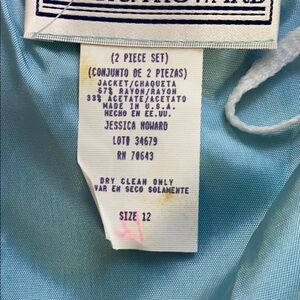 (2 PIECE SET)
(CONJUNTO DE 2 PIEZAS)
JACKET/CHAQUETA
67% RAYON/RAYON
33% ACETATE/ACETATO
MADE IN U.S.A.
HECHO EN EE.UU.
JESSICA HOWARD
LOT# 34679
RN 70643
DRY CLEAN ONLY
VAR EN SECO SOLAMENTE
SIZE 12